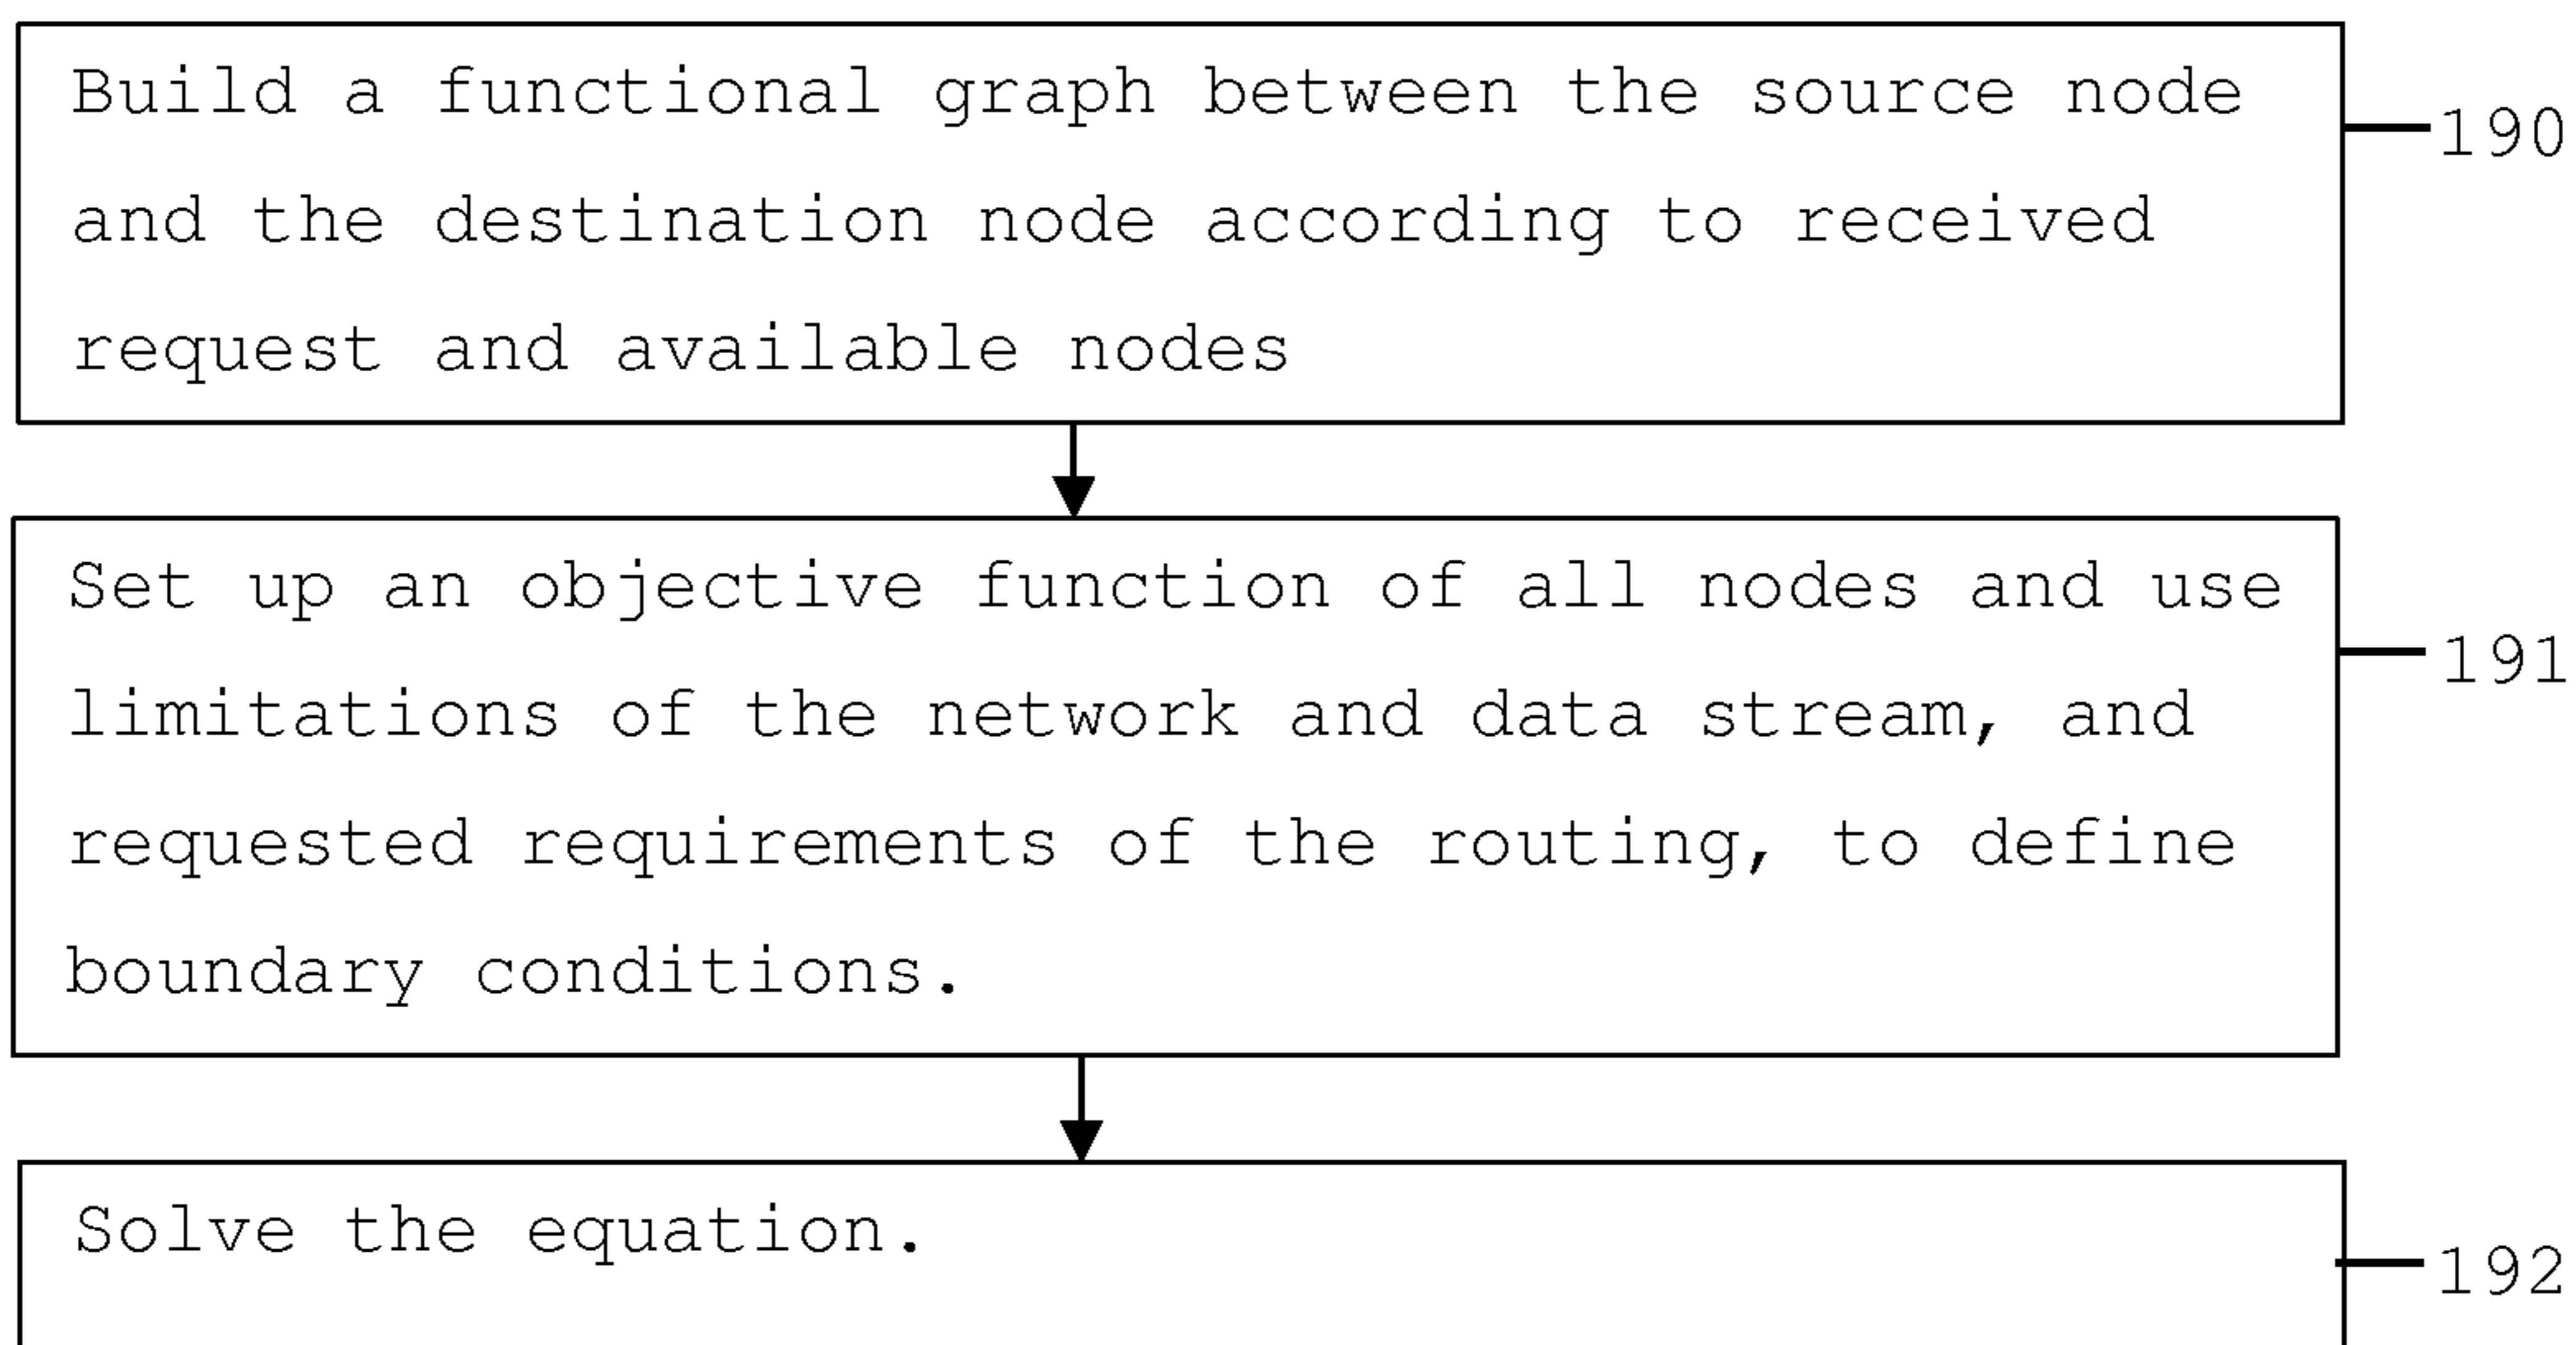 Build a functional graph between the source node
190
and the destination node according to received
request and available nodes
Set up an objective function of all nodes and use
191
limitations of the network and data stream, and
requested requirements of the routing, to define
boundary conditions.
Solve the equation.
192